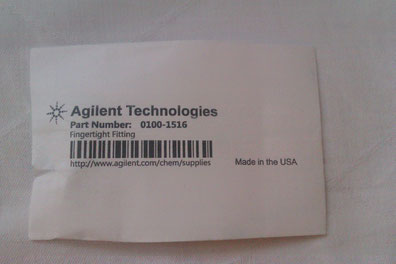 Agilent Technologies
Part Number: 0100-1516
Fingertight Fitting
http://www.agilent.com/chem/supplies
Made in the USA